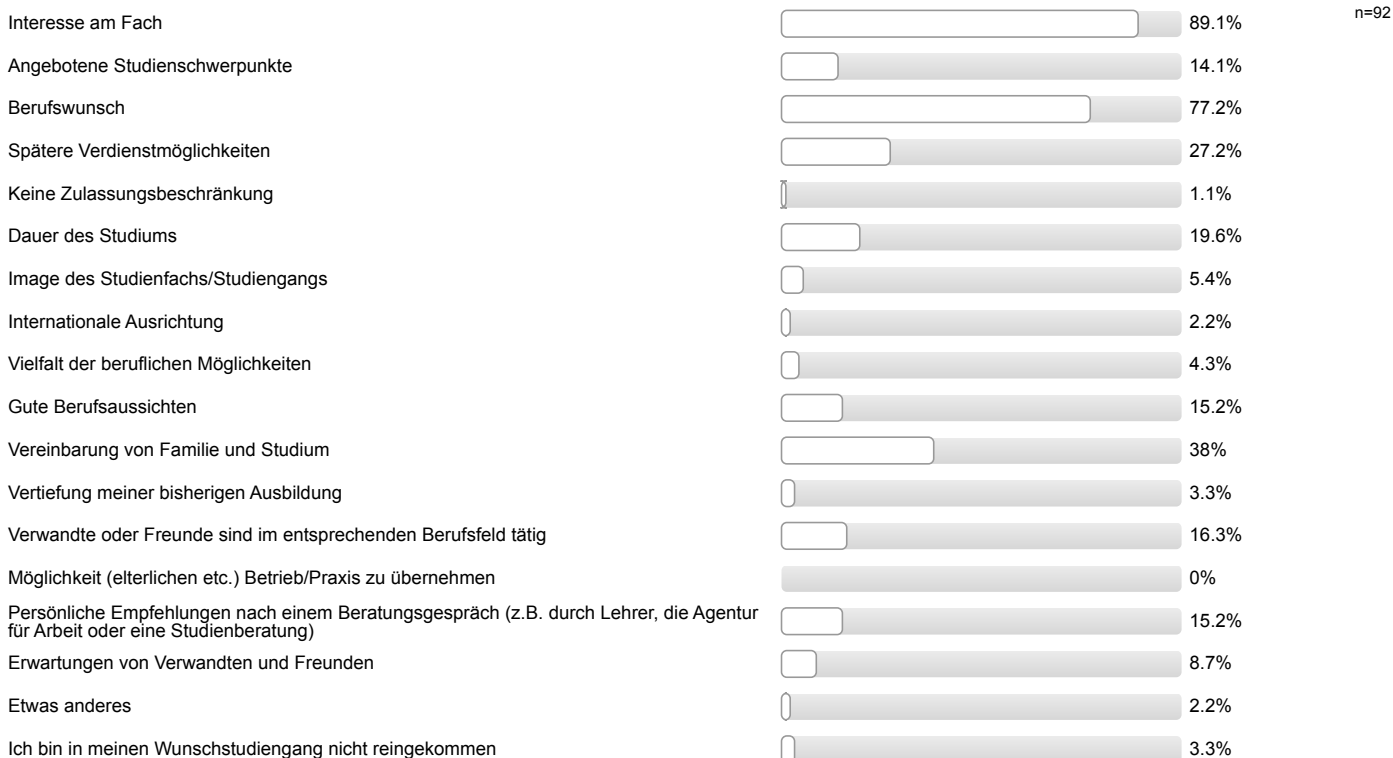 Interesse am Fach 89.1% n=92
Angebotene Studienschwerpunkte 14.1%
Berufswunsch 77.2%
Spätere Verdienstmöglichkeiten 27.2%
Keine Zulassungsbeschränkung 1.1%
Dauer des Studiums 19.6%
Image des Studienfachs/Studiengangs 5.4%
Internationale Ausrichtung 2.2%
Vielfalt der beruflichen Möglichkeiten 4.3%
Gute Berufsaussichten 15.2%
Vereinbarung von Familie und Studium 38%
Vertiefung meiner bisherigen Ausbildung 3.3%
Verwandte oder Freunde sind im entsprechenden Berufsfeld tätig 16.3%
Möglichkeit (elterlichen etc.) Betrieb/Praxis zu übernehmen 0%
Persönliche Empfehlungen nach einem Beratungsgespräch (z.B. durch Lehrer, die Agentur
für Arbeit oder eine Studienberatung) 15.2%
Erwartungen von Verwandten und Freunden 8.7%
Etwas anderes 2.2%
Ich bin in meinen Wunschstudiengang nicht reingekommen 3.3%